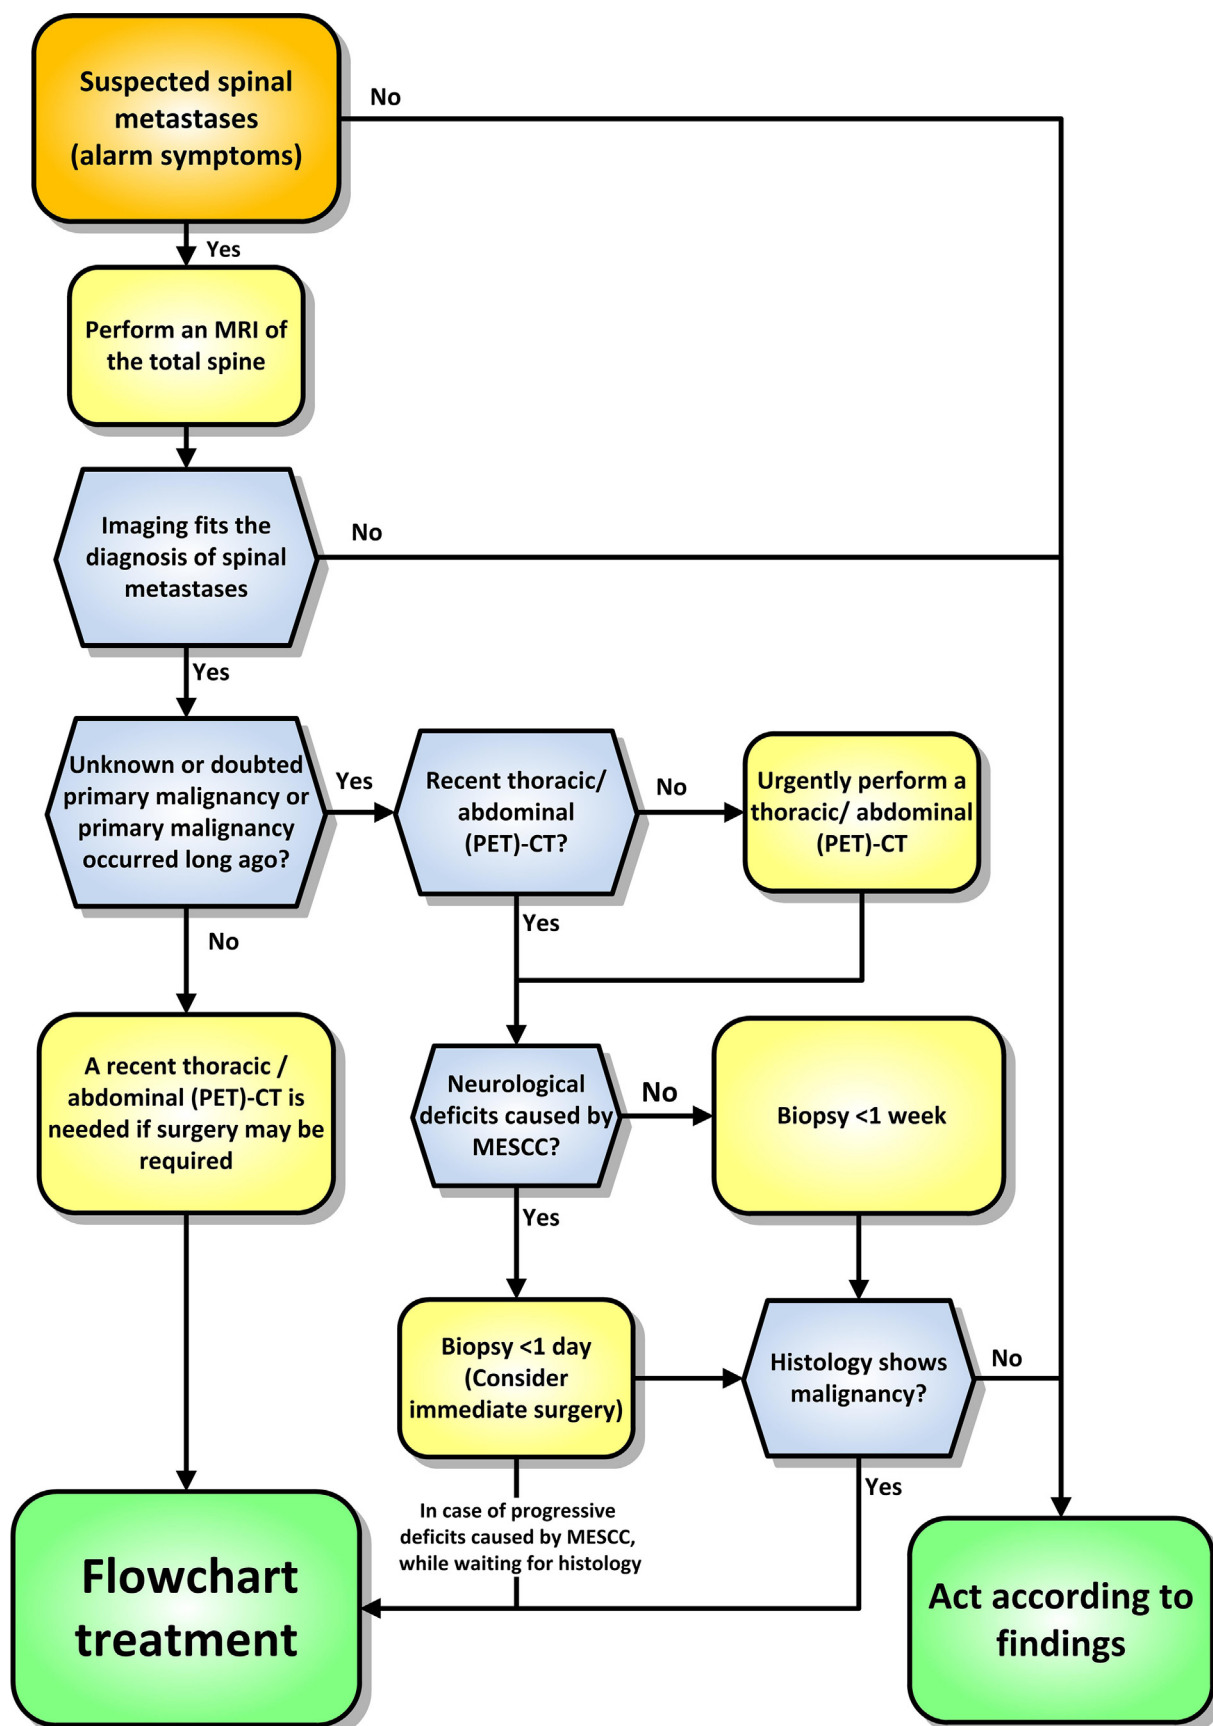 Suspected spinal
metastases
(alarm symptoms)
No
Yes
Perform an MRI of
the total spine
Imaging fits the
diagnosis of spinal
metastases
No
Yes
Unknown or doubted
primary malignancy or
primary malignancy
occurred long ago?
Yes
Recent thoracic/
abdominal
(PET)-CT?
No
Urgently perform a
thoracic/ abdominal
(PET)-CT
No
Yes
A recent thoracic /
abdominal (PET)-CT is
needed if surgery may be
required
Neurological
deficits caused by
MESCC?
No
Biopsy <1 week
Yes
Biopsy <1 day
(Consider
immediate surgery)
Histology shows
malignancy?
No
Yes
In case of progressive
deficits caused by MESCC,
while waiting for histology
Flowchart
treatment
Act according to
findings